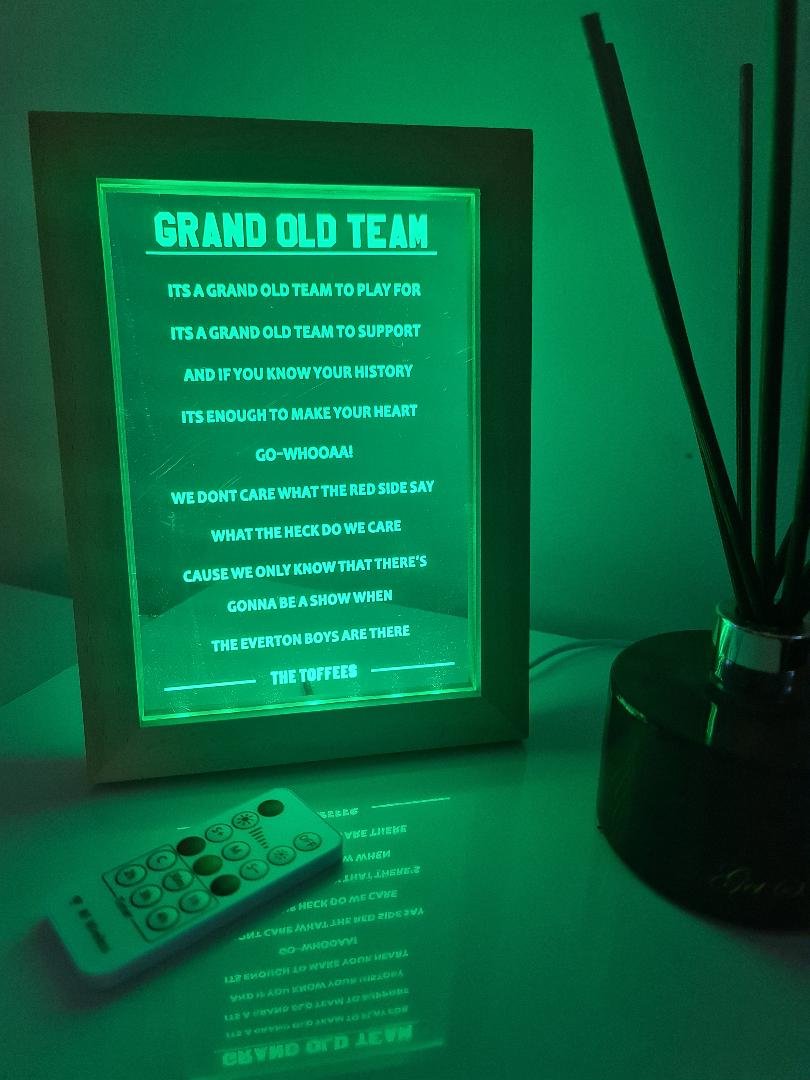 GRAND OLD TEAM
ITS A GRAND OLD TEAM TO PLAY FOR
ITS A GRAND OLD TEAM TO SUPPORT
AND IF YOU KNOW YOUR HISTORY
ITS ENOUGH TO MAKE YOUR HEART
GO-WHOOAA!
WE DONT CARE WHAT THE RED SIDE SAY
WHAT THE HECK DO WE CARE
CAUSE WE ONLY KNOW THAT THERE'S
GONNA BE A SHOW WHEN
THE EVERTON BOYS ARE THERE
THE TOFFEES